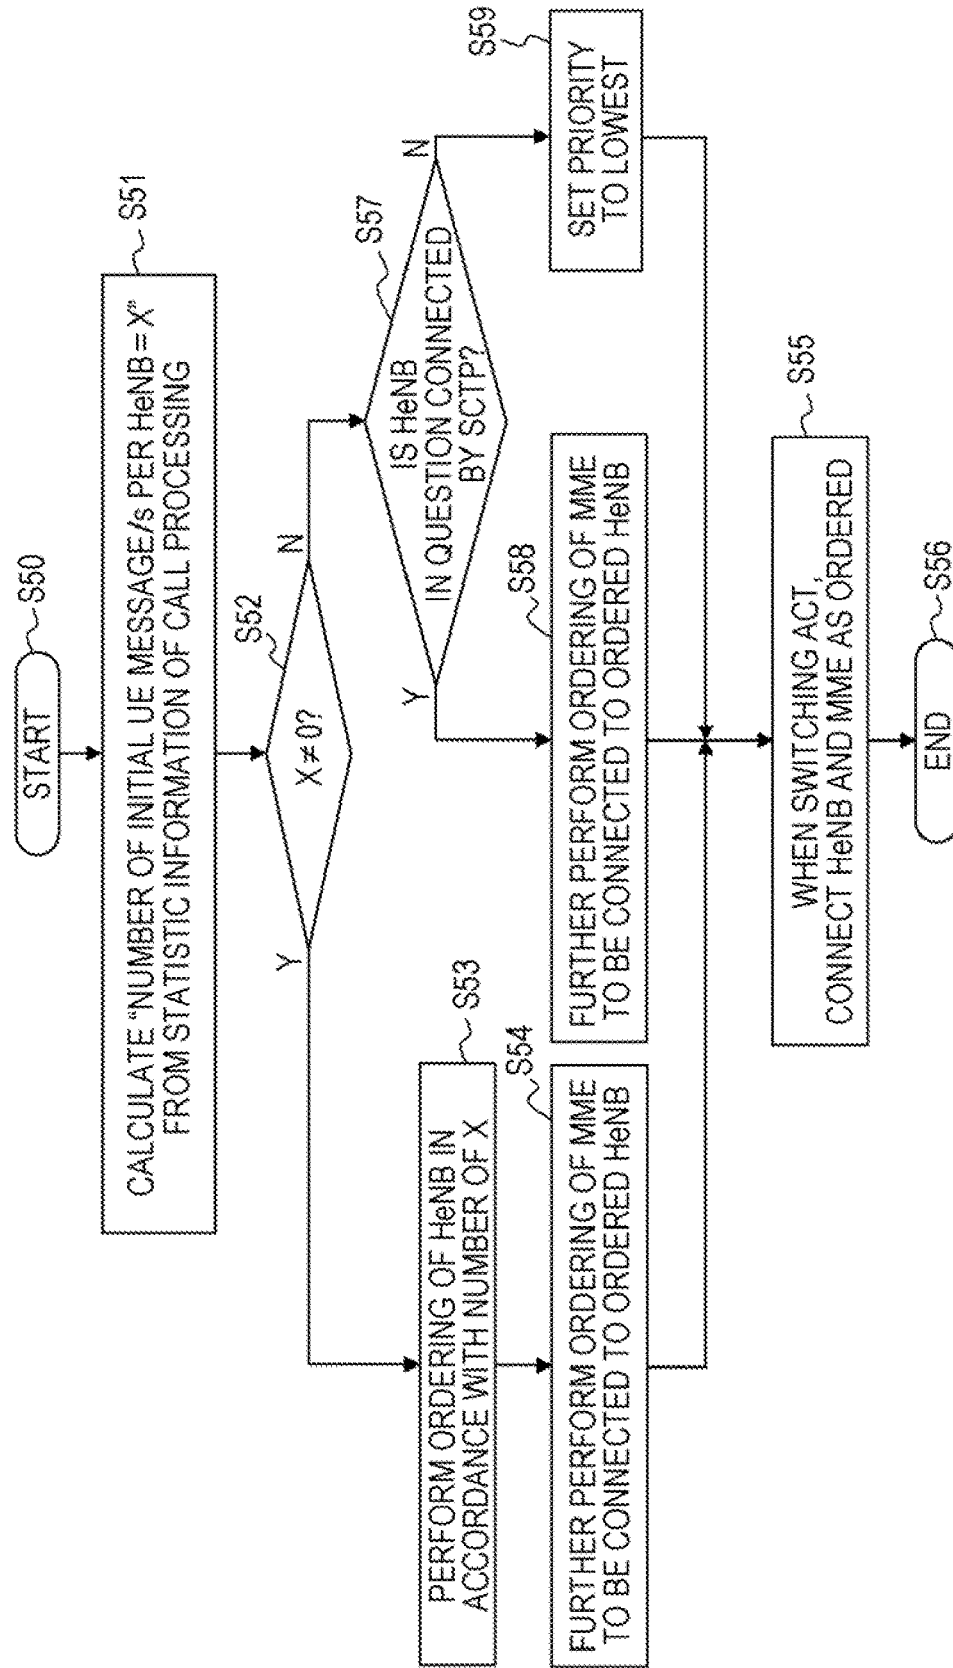 START
S50
CALCULATE "NUMBER OF INITIAL UE MESSAGE/s PER HeNB = X"
FROM STATISTIC INFORMATION OF CALL PROCESSING
S51
X≠0?
S52
Y
N
PERFORM ORDERING OF HeNB IN
ACCORDANCE WITH NUMBER OF X
S53
FURTHER PERFORM ORDERING OF MME
TO BE CONNECTED TO ORDERED HeNB
S54
IS HeNB
IN QUESTION CONNECTED
BY SCTP?
S57
Y
N
FURTHER PERFORM ORDERING OF MME
TO BE CONNECTED TO ORDERED HeNB
S58
SET PRIORITY
TO LOWEST
S59
WHEN SWITCHING ACT,
CONNECT HeNB AND MME AS ORDERED
S55
END
S56